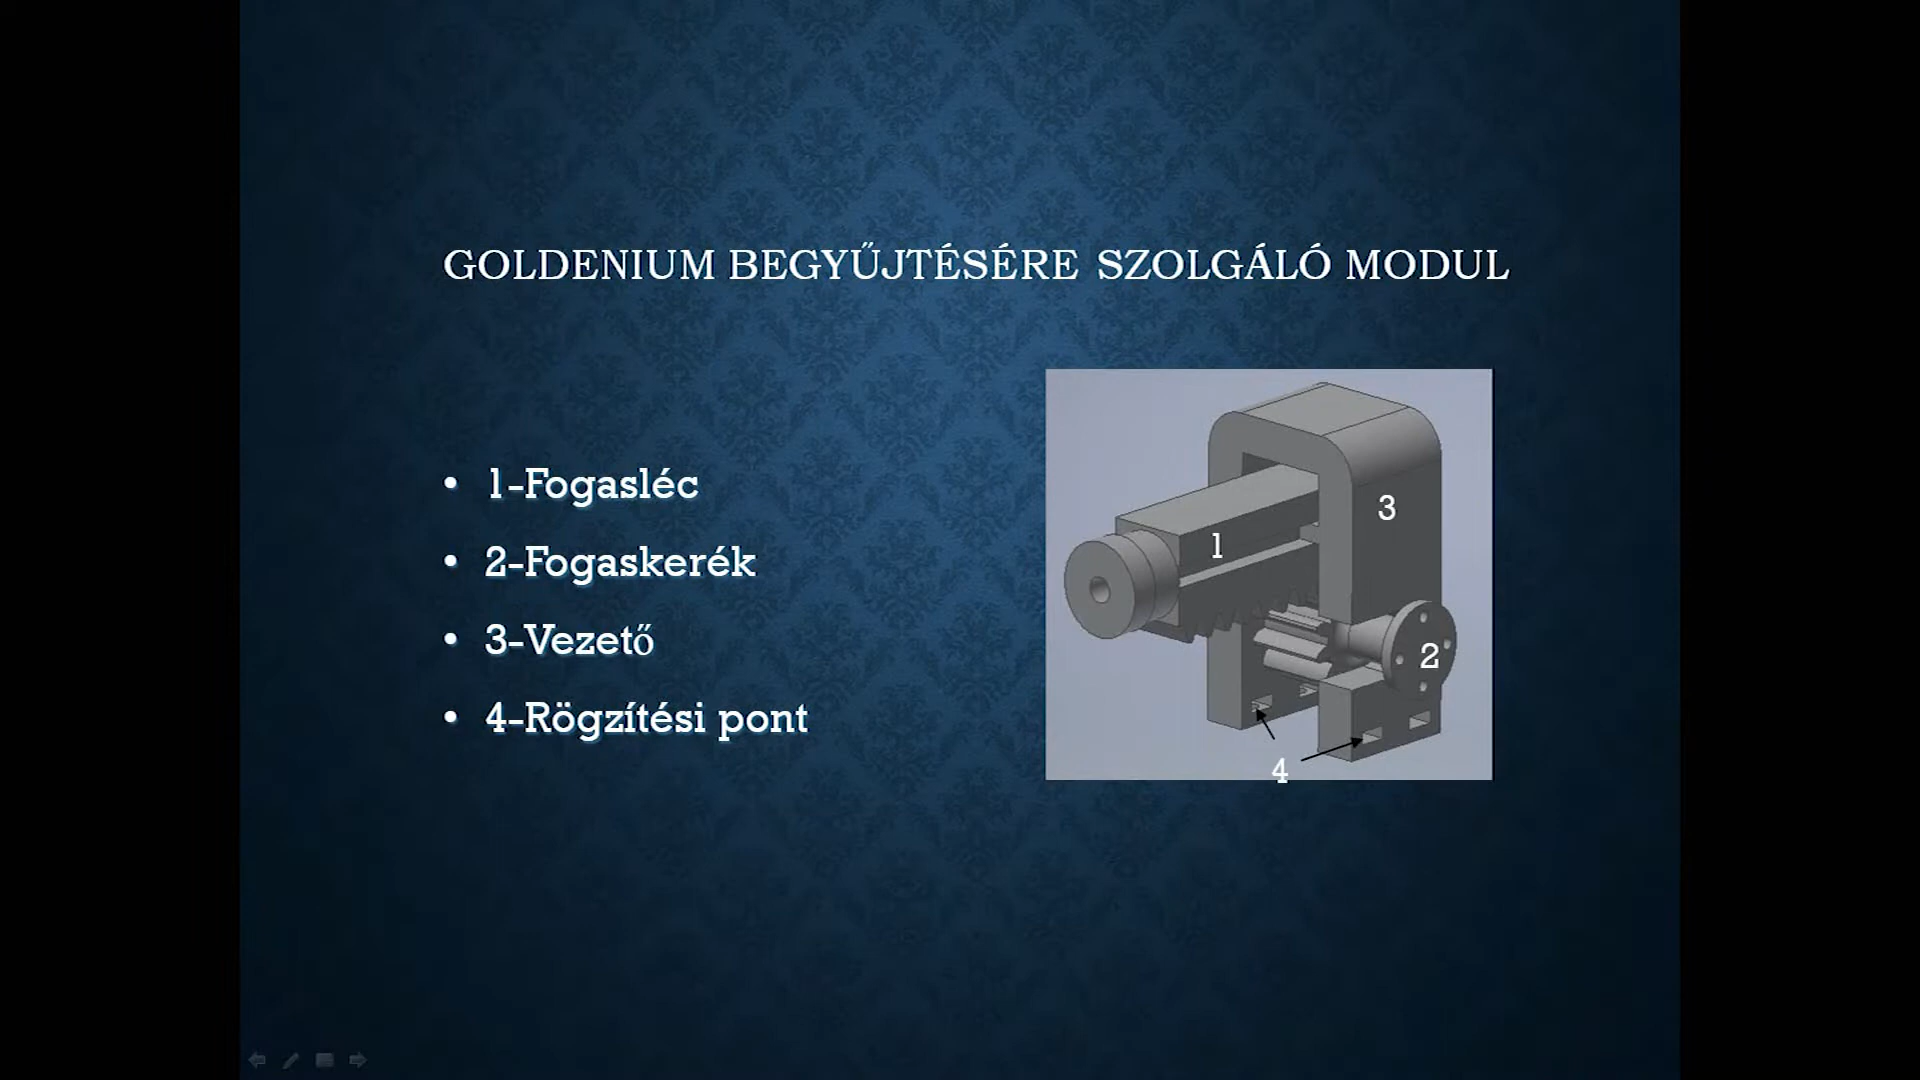 GOLDENIUM BEGYŰJTÉSÉRE SZOLGÁLÓ MODUL
• 1-Fogasléc
• 2-Fogaskerék
• 3-Vezető
• 4-Rögzítési pont
3
1
2
4